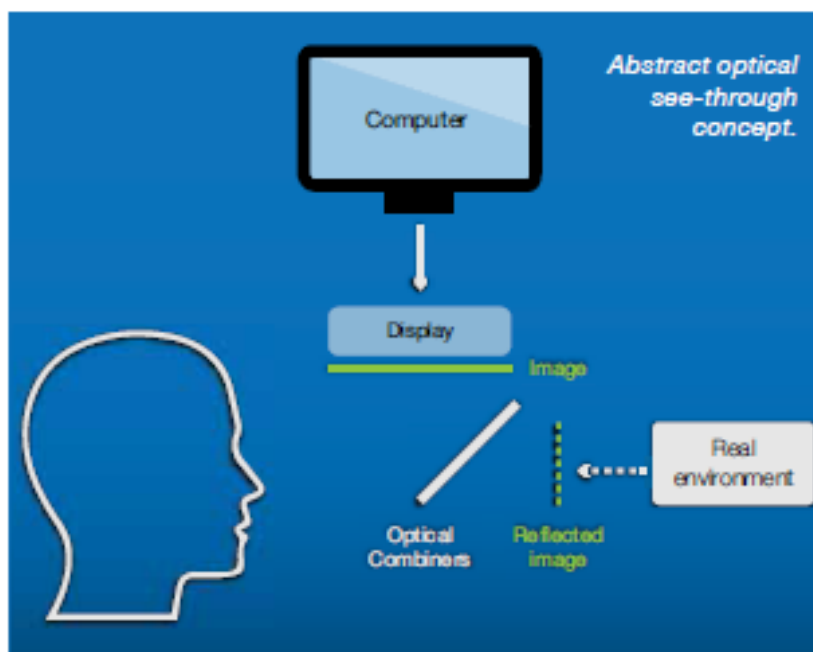 Abstract optical
see-through
concept.
Computer
Display
Image
Real
environment
Optical
Combiners
Reflected
image